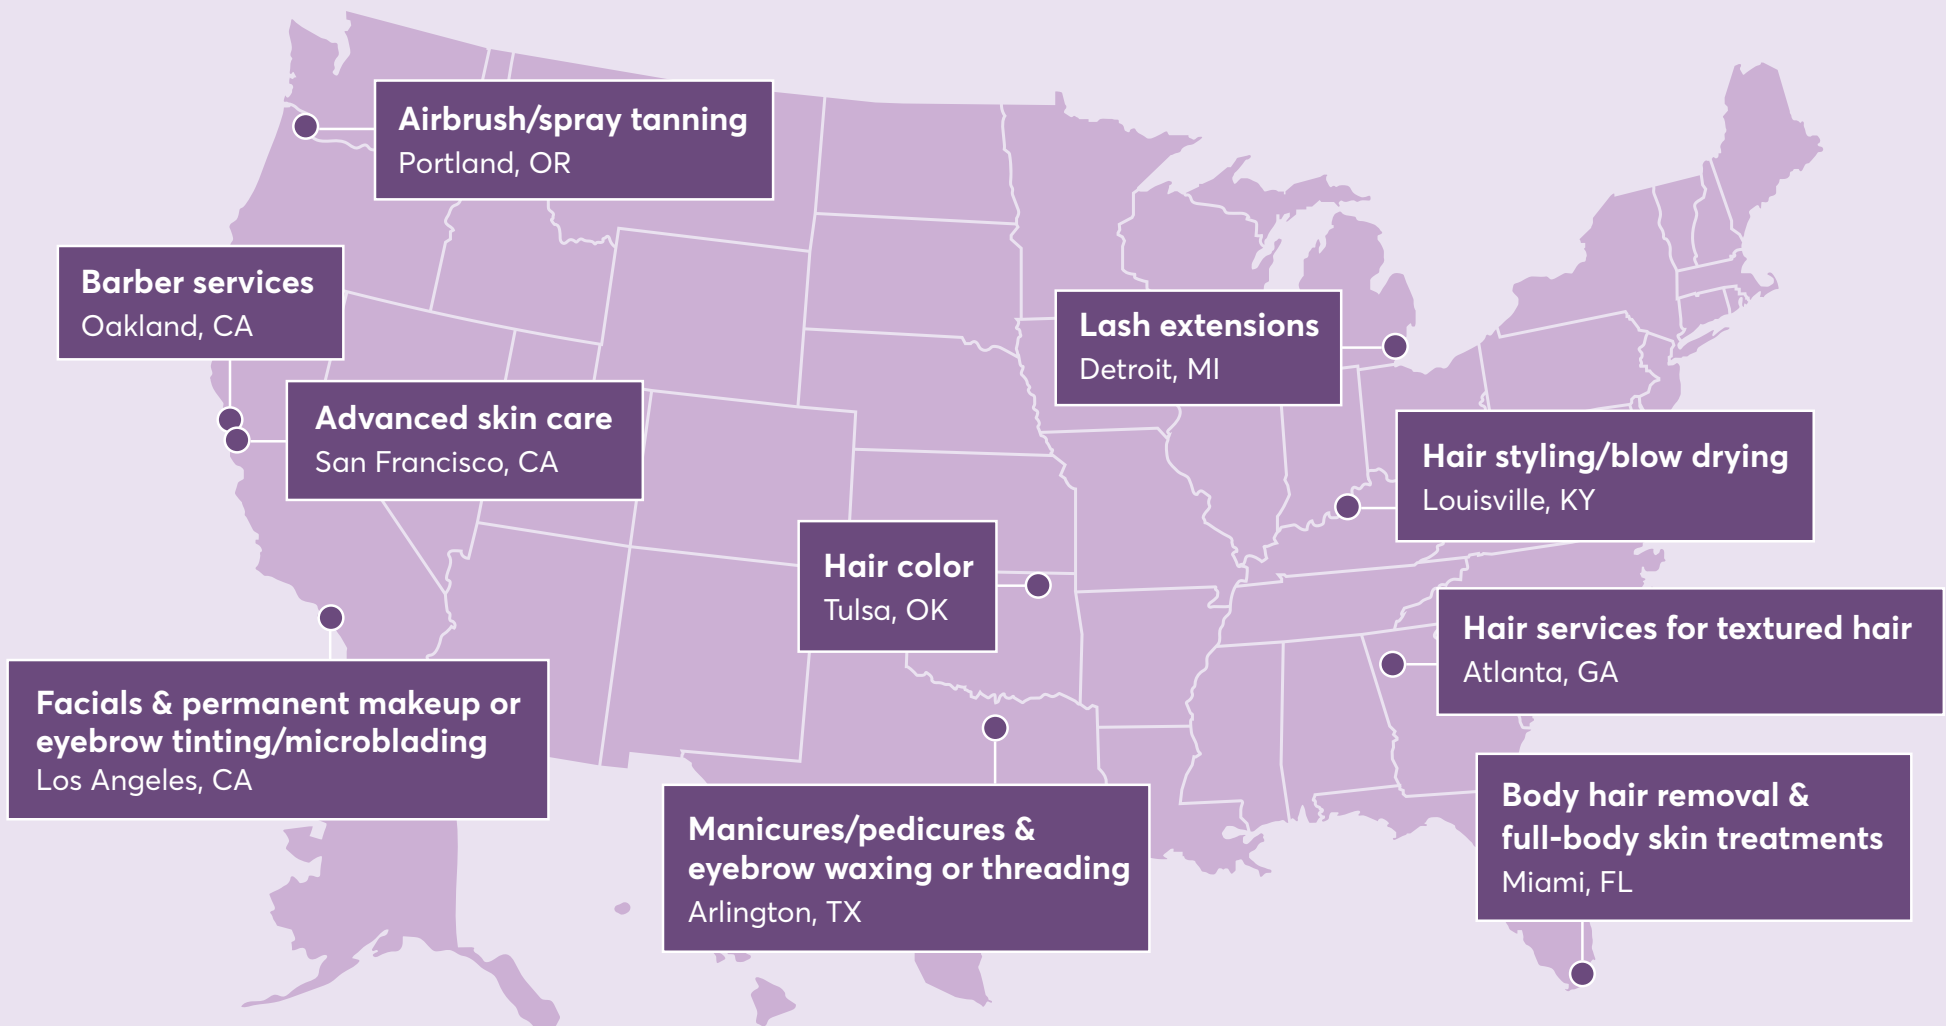 Airbrush/spray tanning
Portland, OR
Barber services
Oakland, CA
Lash extensions
Detroit, MI
Advanced skin care
San Francisco, CA
Hair styling/blow drying
Louisville, KY
Hair color
Tulsa, OK
Hair services for textured hair
Atlanta, GA
Facials & permanent makeup or
eyebrow tinting/microblading
Los Angeles, CA
Manicures/pedicures &
eyebrow waxing or threading
Arlington, TX
Body hair removal &
full-body skin treatments
Miami, FL